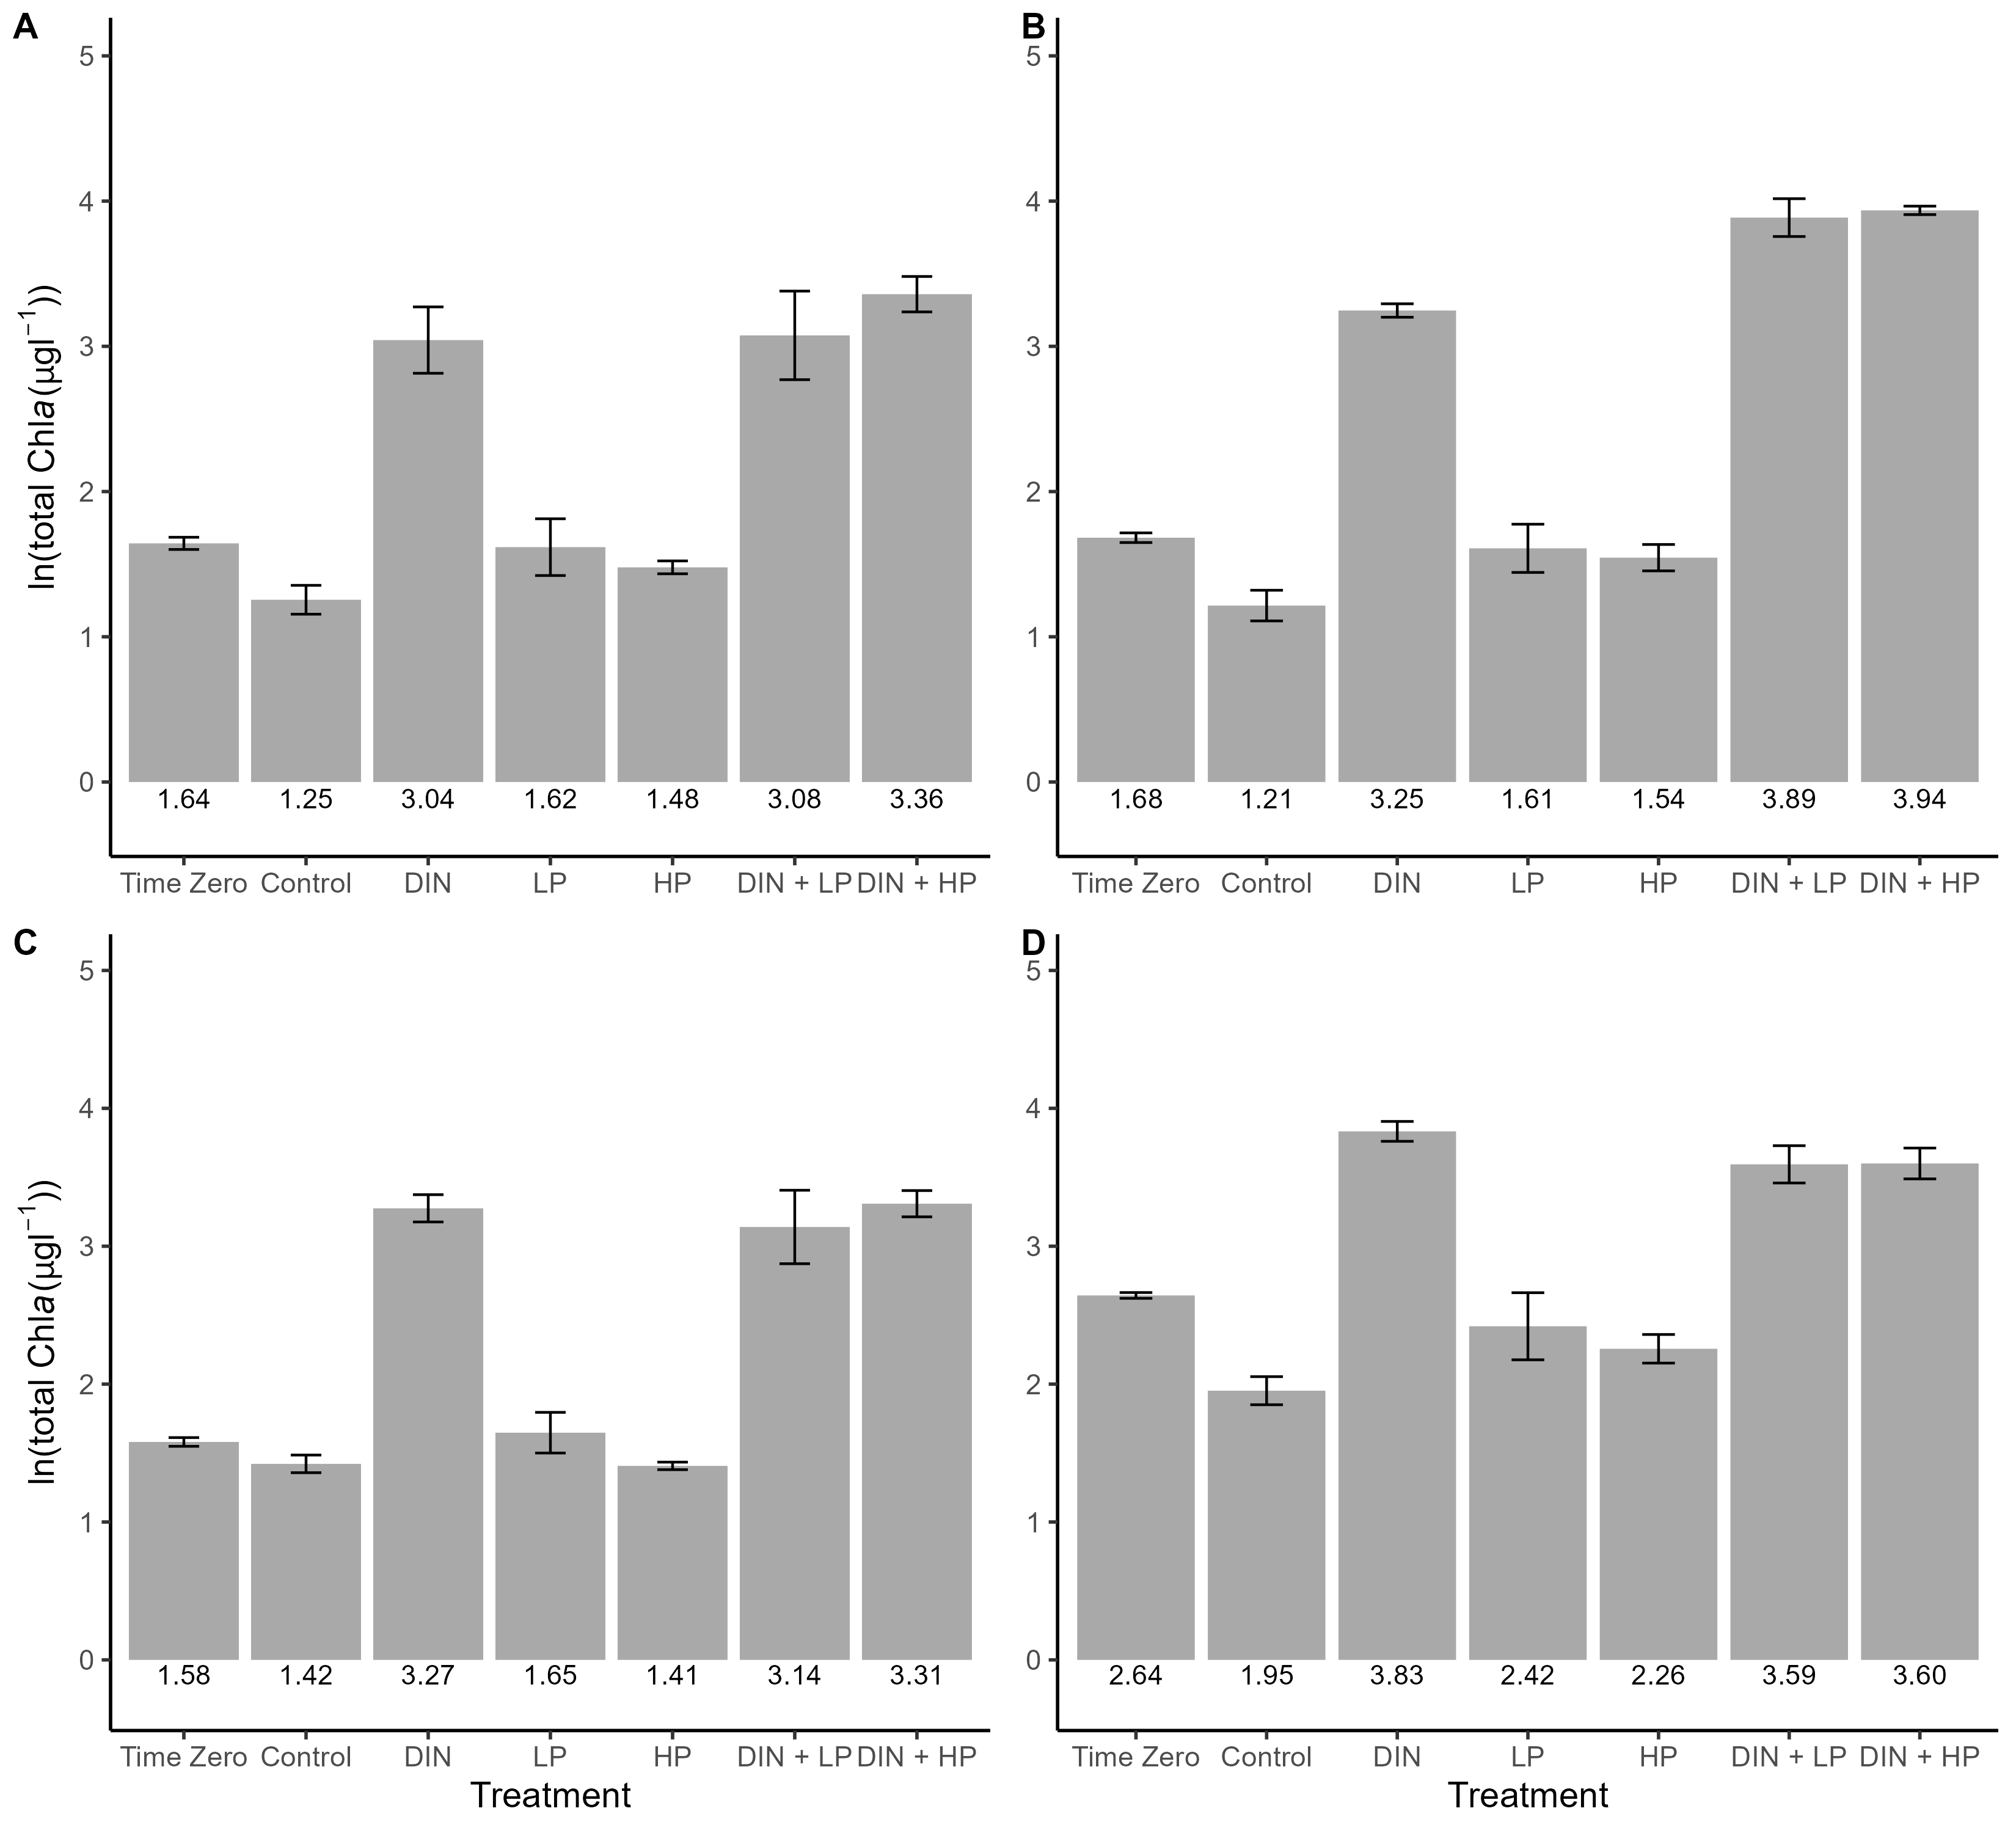 A
ln(total Chla(µgl⁻¹))
5
4
3
2
1
0
1.64 1.25 3.04 1.62 1.48 3.08 3.36
Time Zero Control DIN LP HP DIN + LP DIN + HP
B
5
4
3
2
1
0
1.68 1.21 3.25 1.61 1.54 3.89 3.94
Time Zero Control DIN LP HP DIN + LP DIN + HP
C
ln(total Chla(µgl⁻¹))
5
4
3
2
1
0
1.58 1.42 3.27 1.65 1.41 3.14 3.31
Time Zero Control DIN LP HP DIN + LP DIN + HP
Treatment
D
5
4
3
2
1
0
2.64 1.95 3.83 2.42 2.26 3.59 3.60
Time Zero Control DIN LP HP DIN + LP DIN + HP
Treatment